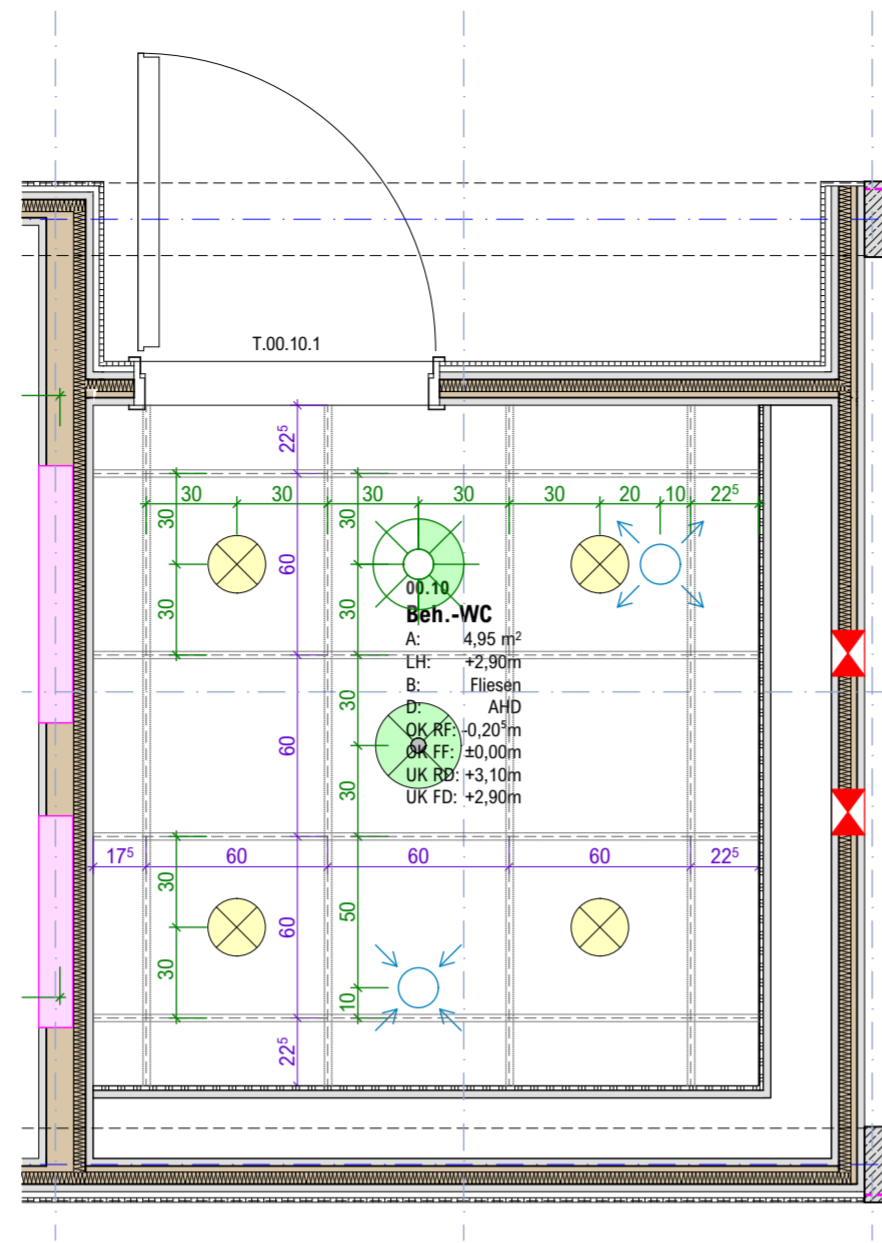 T.00.10.1
22⁵
30 30 30 30 30 20 10 22⁵
30
60
30
30
30
00.10
Beh.-WC
A: 4,95 m²
LH: +2,90m
B: Fliesen
D: AHD
OK RF: -0,20⁵m
OK FF: ±0,00m
UK RD: +3,10m
UK FD: +2,90m
30
60
30
17⁵ 60 60 60 22⁵
30
60
50
30
10
22⁵